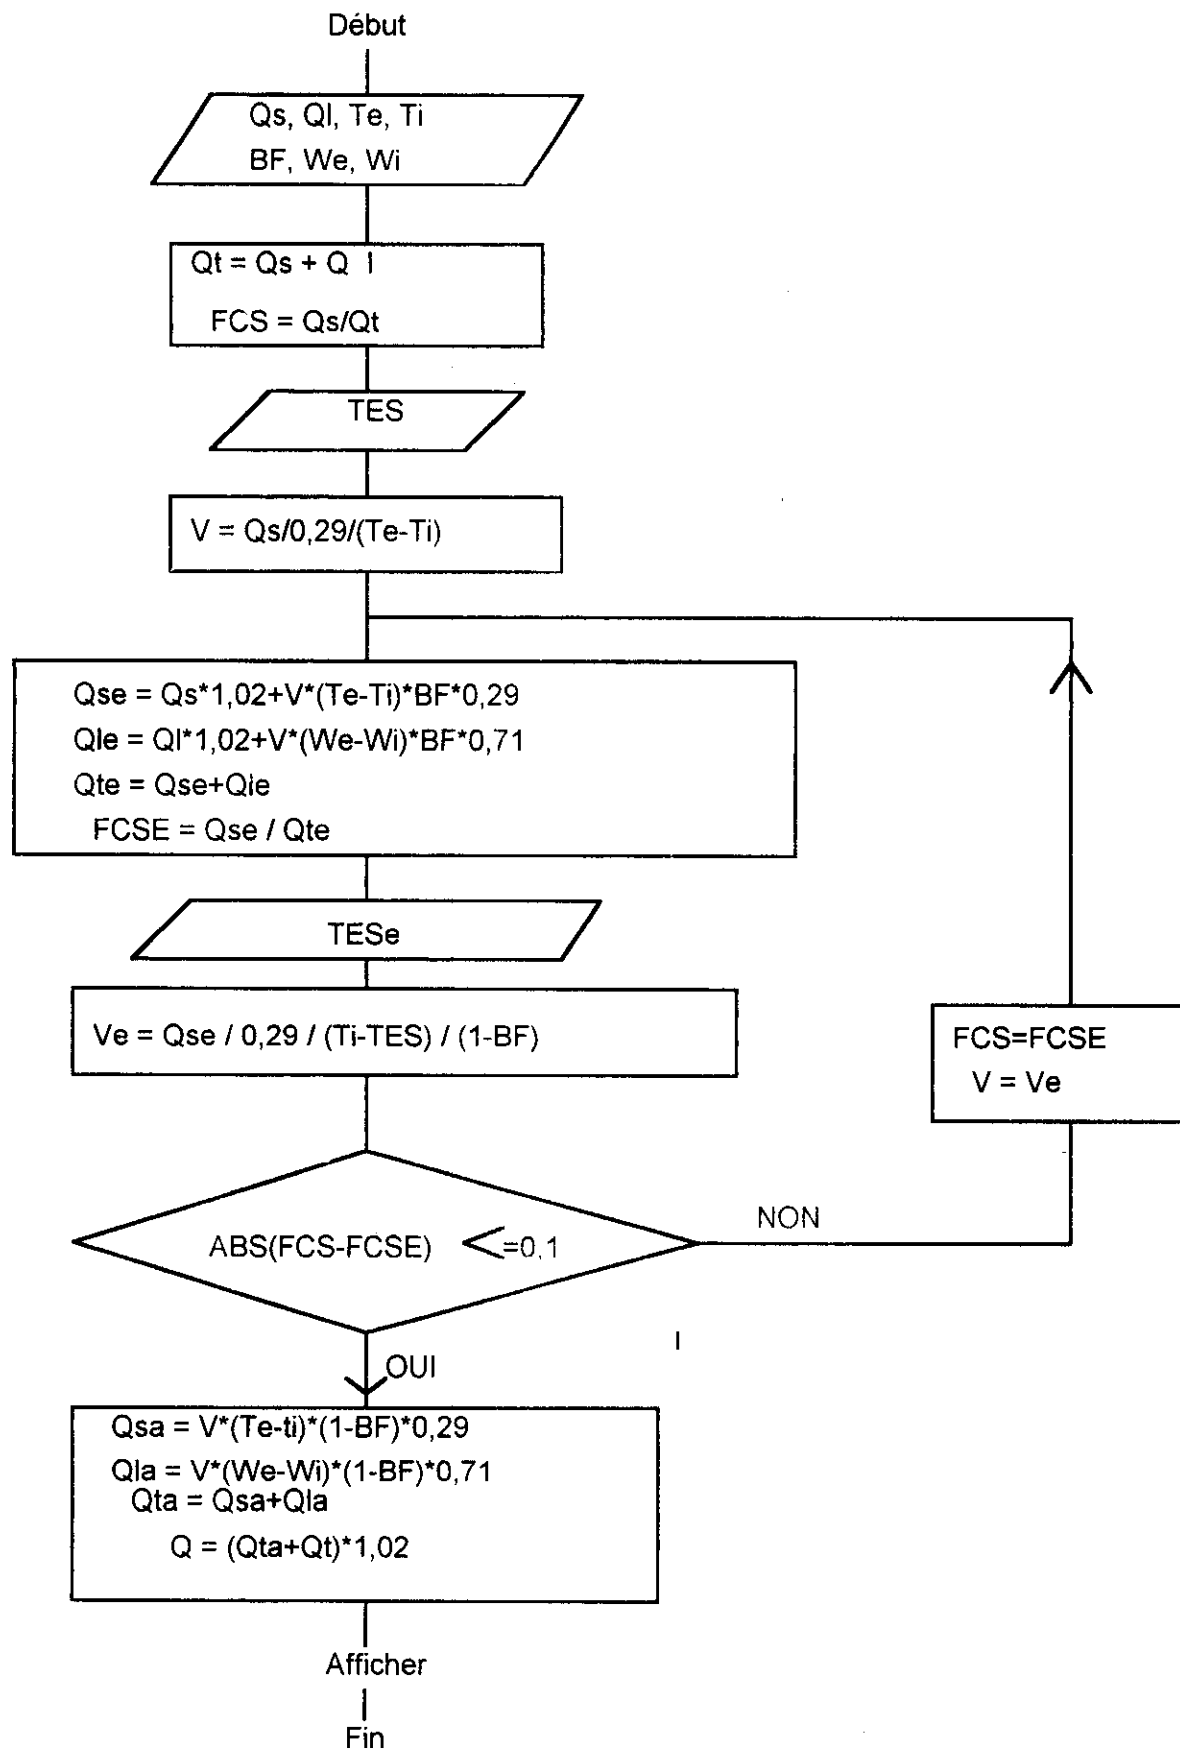 Début
Qs, Ql, Te, Ti
BF, We, Wi
Qt = Qs + Q l
FCS = Qs/Qt
TES
V = Qs/0,29/(Te-Ti)
Qse = Qs*1,02+V*(Te-Ti)*BF*0,29
Qle = Ql*1,02+V*(We-Wi)*BF*0,71
Qte = Qse+Qle
FCSE = Qse / Qte
TESe
Ve = Qse / 0,29 / (Ti-TES) / (1-BF)
FCS=FCSE
V = Ve
ABS(FCS-FCSE) <=0,1
NON
OUI
Qsa = V*(Te-ti)*(1-BF)*0,29
Qla = V*(We-Wi)*(1-BF)*0,71
Qta = Qsa+Qla
Q = (Qta+Qt)*1,02
Afficher
Fin